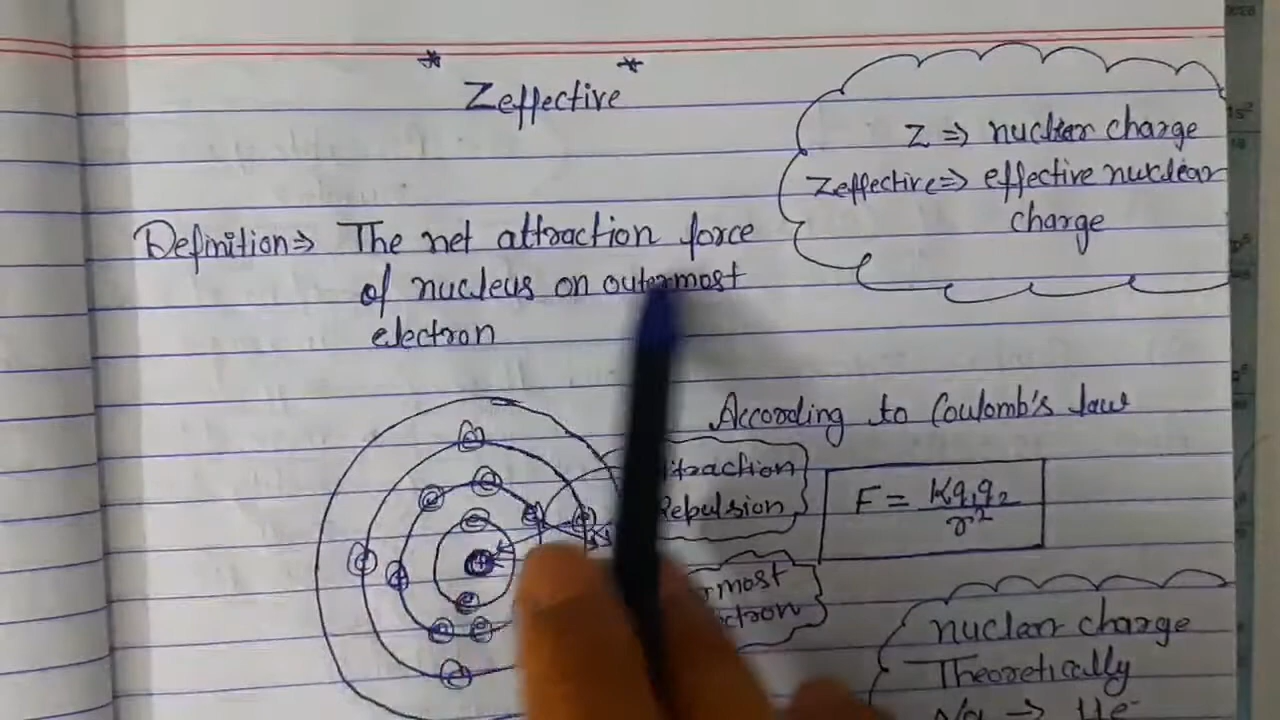 * Zeffective *
Z => nuclear charge
Zeffective => effective nuclear
charge
Definition => The net attraction force
of nucleus on outermost
electron
According to Coulomb's law
Repulsion
F = Kq1q2
r²
nuclear charge
Theoretically
Na →